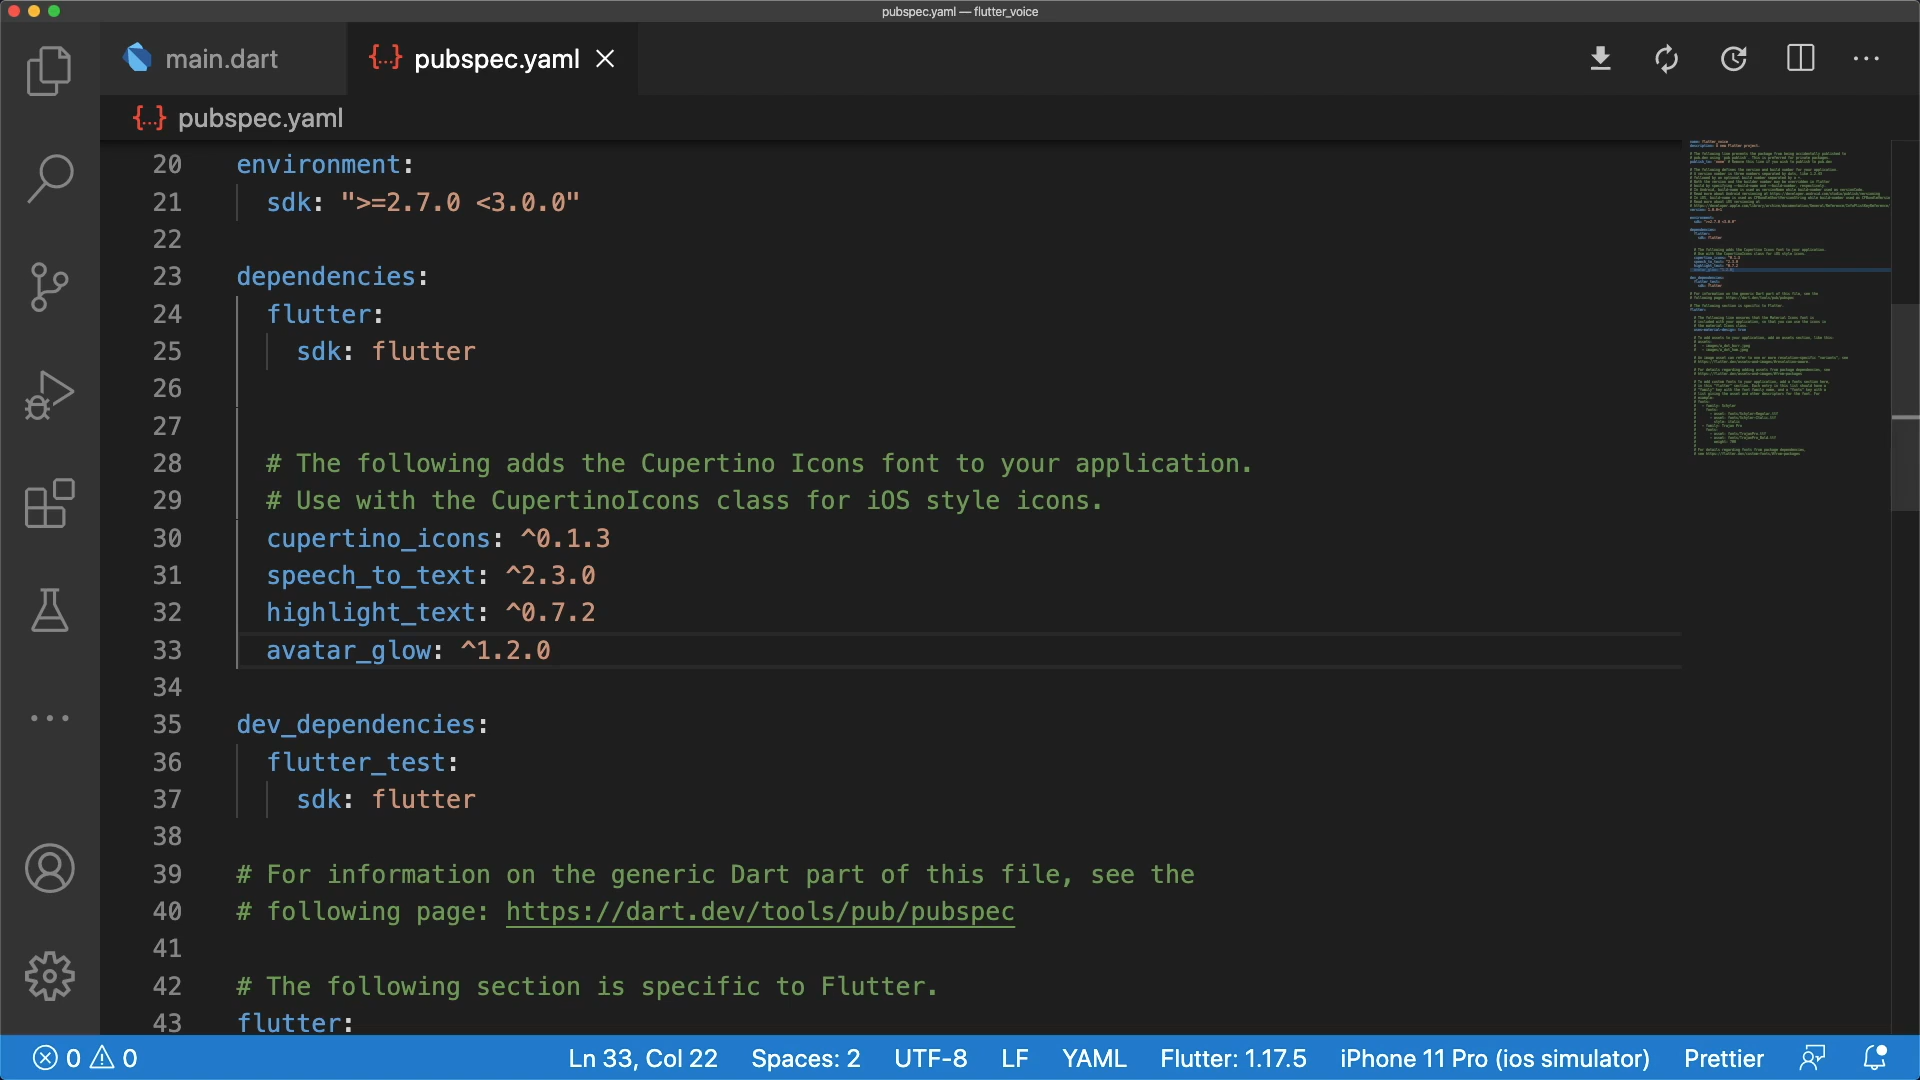 pubspec.yaml — flutter_voice
main.dart
{...} pubspec.yaml
{...} pubspec.yaml
20 environment:
21 sdk: ">=2.7.0 <3.0.0"
22
23 dependencies:
24 flutter:
25 sdk: flutter
26
27
28 # The following adds the Cupertino Icons font to your application.
29 # Use with the CupertinoIcons class for iOS style icons.
30 cupertino_icons: ^0.1.3
31 speech_to_text: ^2.3.0
32 highlight_text: ^0.7.2
33 avatar_glow: ^1.2.0
34
35 dev_dependencies:
36 flutter_test:
37 sdk: flutter
38
39 # For information on the generic Dart part of this file, see the
40 # following page: https://dart.dev/tools/pub/pubspec
41
42 # The following section is specific to Flutter.
43 flutter:
0 0 Ln 33, Col 22 Spaces: 2 UTF-8 LF YAML Flutter: 1.17.5 iPhone 11 Pro (ios simulator) Prettier